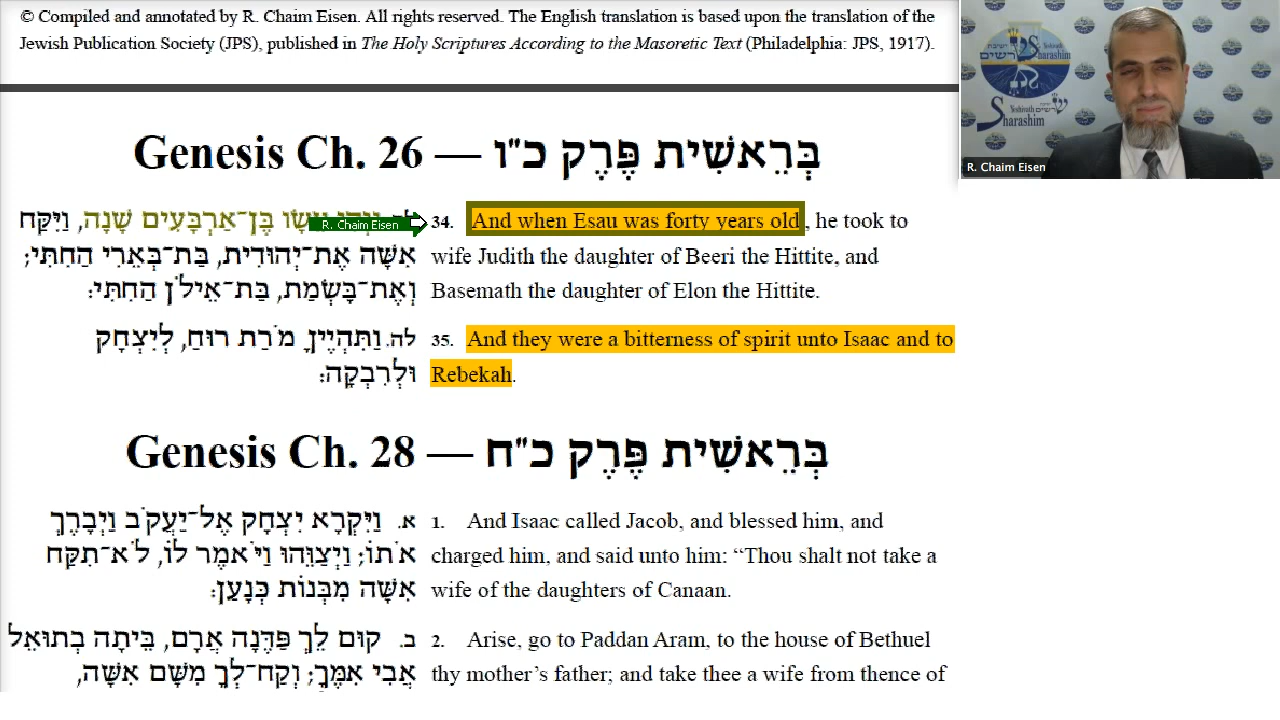 © Compiled and annotated by R. Chaim Eisen. All rights reserved. The English translation is based upon the translation of the
Jewish Publication Society (JPS), published in The Holy Scriptures According to the Masoretic Text (Philadelphia: JPS, 1917).
Yeshivath
Sharashim
ישיבת
שרשים
Yeshivath
Sharashim
R. Chaim Eisen
Genesis Ch. 26 — בְּרֵאשִׁית פֶּרֶק כ"ו
עֵשָׂו בֶּן־אַרְבָּעִים שָׁנָה, וַיִּקַּח
אִשָּׁה אֶת־יְהוּדִית, בַּת־בְּאֵרִי הַחִתִּי;
וְאֶת־בָּשְׂמַת, בַּת־אֵילֹן הַחִתִּי:
R. Chaim Eisen
34. And when Esau was forty years old, he took to
wife Judith the daughter of Beeri the Hittite, and
Basemath the daughter of Elon the Hittite.
לה. וַתִּהְיֶיןָ מֹרַת רוּחַ, לְיִצְחָק
וּלְרִבְקָה:
35. And they were a bitterness of spirit unto Isaac and to
Rebekah.
Genesis Ch. 28 — בְּרֵאשִׁית פֶּרֶק כ"ח
א. וַיִּקְרָא יִצְחָק אֶל־יַעֲקֹב וַיְבָרֶךְ
אֹתוֹ; וַיְצַוֵּהוּ וַיֹּאמֶר לוֹ, לֹא־תִקַּח
אִשָּׁה מִבְּנוֹת כְּנָעַן:
1. And Isaac called Jacob, and blessed him, and
charged him, and said unto him: “Thou shalt not take a
wife of the daughters of Canaan.
ב. קוּם לֵךְ פַּדֶּנָה אֲרָם, בֵּיתָה בְתוּאֵל
אֲבִי אִמֶּךָ; וְקַח־לְךָ מִשָּׁם אִשָּׁה,
2. Arise, go to Paddan Aram, to the house of Bethuel
thy mother’s father; and take thee a wife from thence of